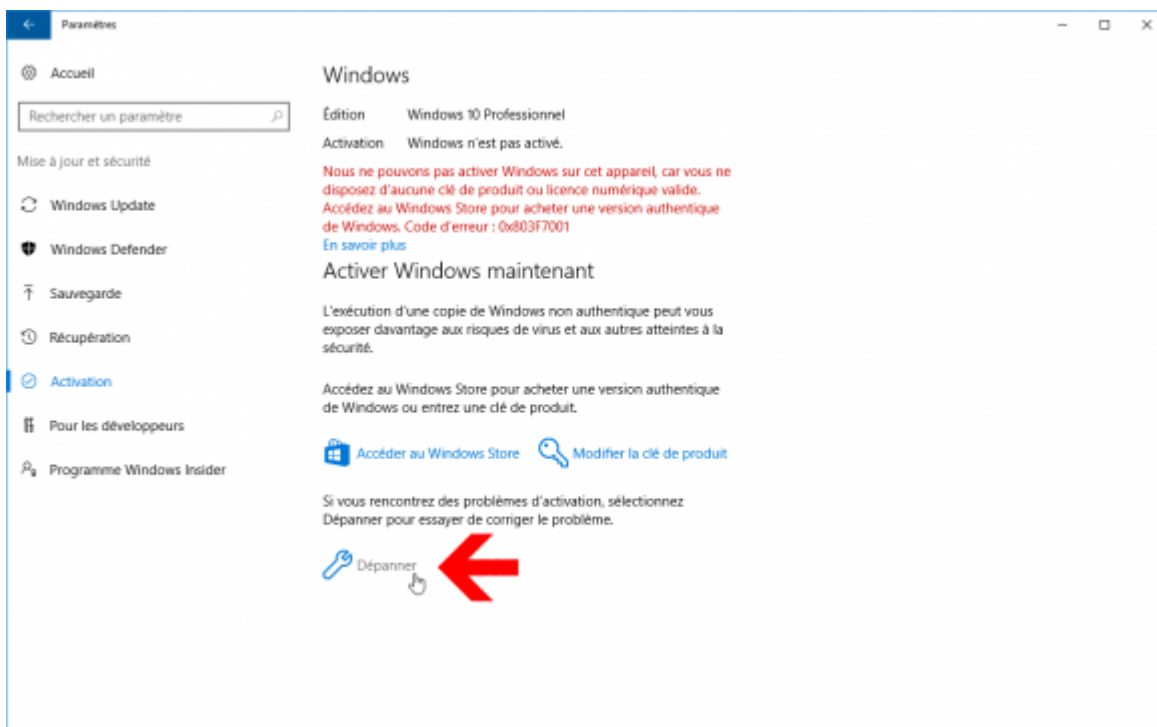 Paramètres
Accueil
Rechercher un paramètre
Mise à jour et sécurité
Windows Update
Windows Defender
Sauvegarde
Récupération
Activation
Pour les développeurs
Programme Windows Insider
Windows
Édition Windows 10 Professionnel
Activation Windows n'est pas activé.
Nous ne pouvons pas activer Windows sur cet appareil, car vous ne
disposez d'aucune clé de produit ou licence numérique valide.
Accédez au Windows Store pour acheter une version authentique
de Windows. Code d'erreur : 0x803F7001
En savoir plus
Activer Windows maintenant
L'exécution d'une copie de Windows non authentique peut vous
exposer davantage aux risques de virus et aux autres atteintes à la
sécurité.
Accédez au Windows Store pour acheter une version authentique
de Windows ou entrez une clé de produit.
Accéder au Windows Store Modifier la clé de produit
Si vous rencontrez des problèmes d'activation, sélectionnez
Dépanner pour essayer de corriger le problème.
Dépanner